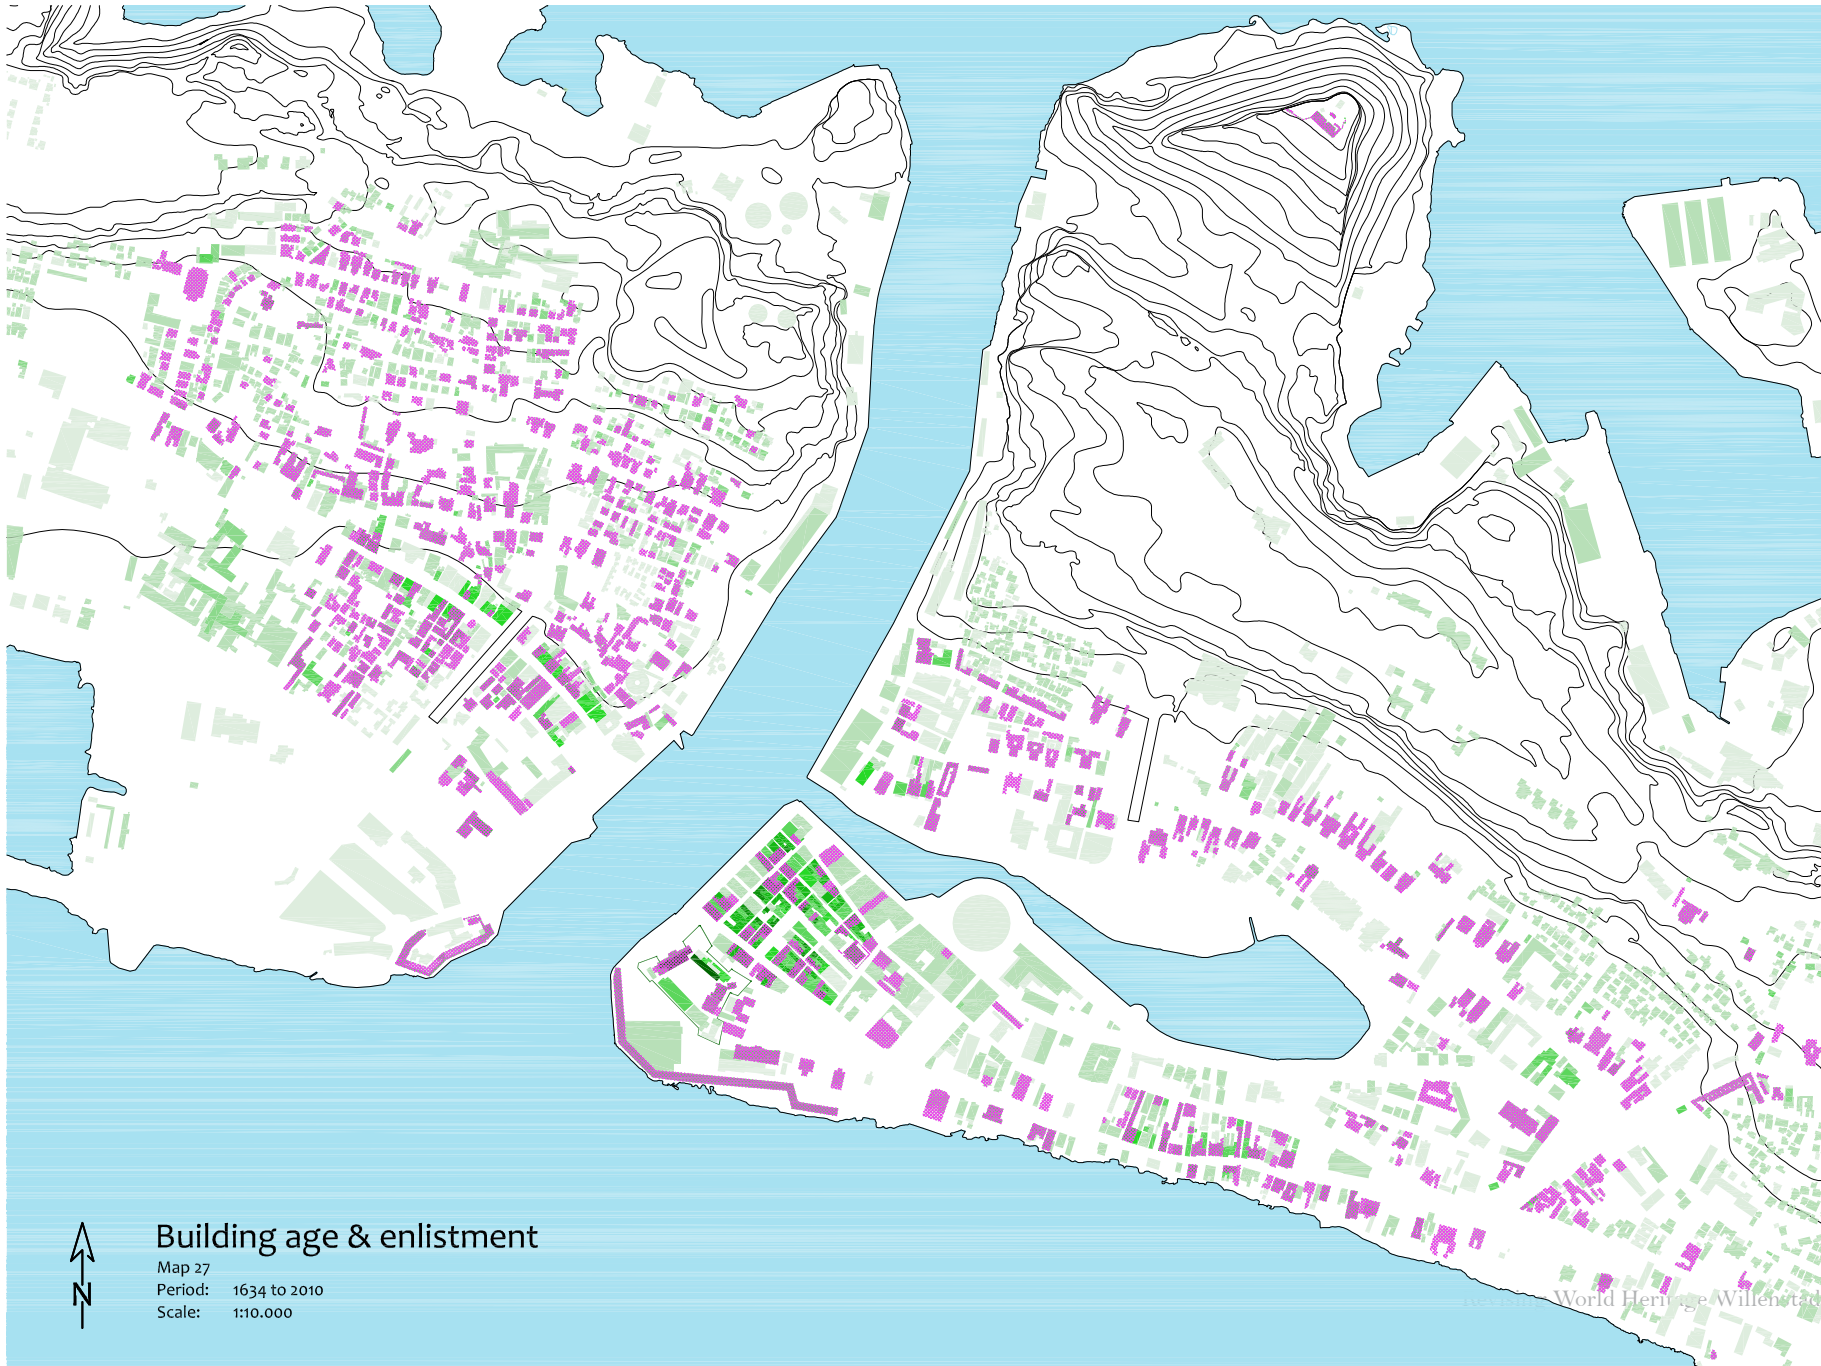 Building age & enlistment
Map 27
Period: 1634 to 2010
Scale: 1:10.000
N
World Heritage Willemstad